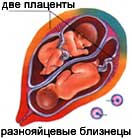 две плаценты
разнояйцевые близнецы